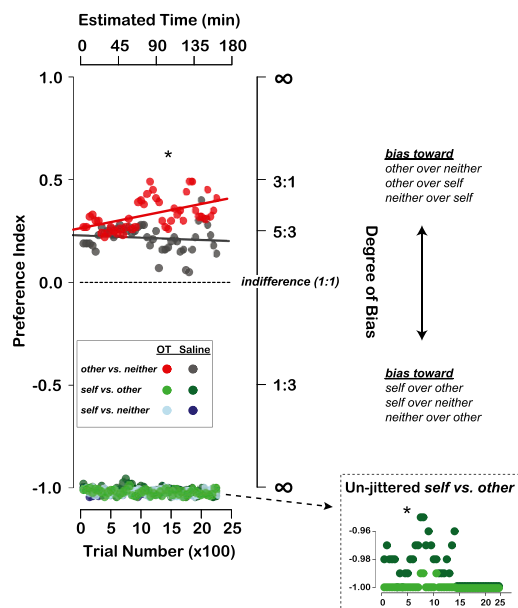 Estimated Time (min)
0 45 90 135 180
Preference Index
1.0
0.5
0.0
-0.5
-1.0
*
∞
3:1
5:3
indifference (1:1)
1:3
∞
OT Saline
other vs. neither
self vs. other
self vs. neither
0 5 10 15 20 25
Trial Number (x100)
bias toward
other over neither
other over self
neither over self
Degree of Bias
bias toward
self over other
self over neither
neither over other
Un-jittered self vs. other
*
-0.96
-0.98
-1.00
0 5 10 15 20 25